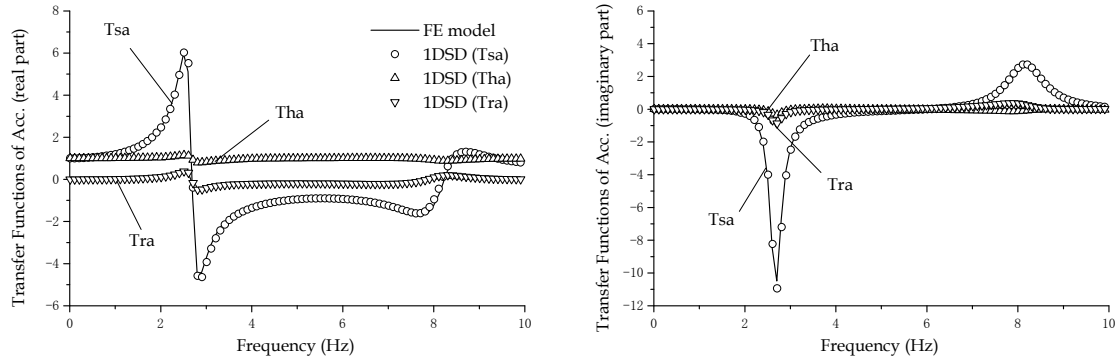 Transfer Functions of Acc. (real part)
8
6
4
2
0
-2
-4
-6
0
2
4
6
8
10
Frequency (Hz)
Tsa
Tha
Tra
FE model
1DSD (Tsa)
1DSD (Tha)
1DSD (Tra)
Transfer Functions of Acc. (imaginary part)
6
4
2
0
-2
-4
-6
-8
-10
-12
0
2
4
6
8
10
Frequency (Hz)
Tha
Tra
Tsa